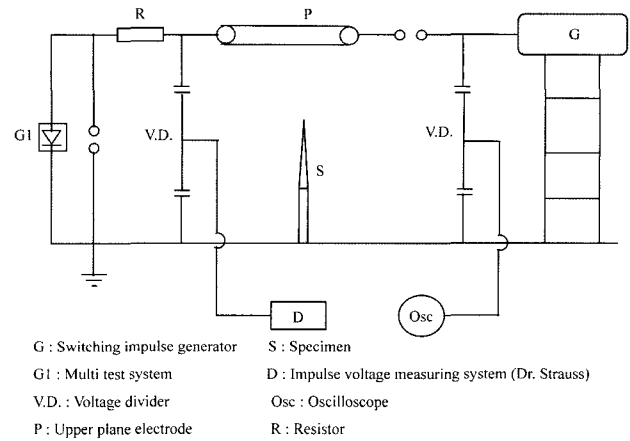 R
P
G
G1
V.D.
V.D.
S
D
Osc
G : Switching impulse generator
S : Specimen
G1 : Multi test system
D : Impulse voltage measuring system (Dr. Strauss)
V.D. : Voltage divider
Osc : Oscilloscope
P : Upper plane electrode
R : Resistor